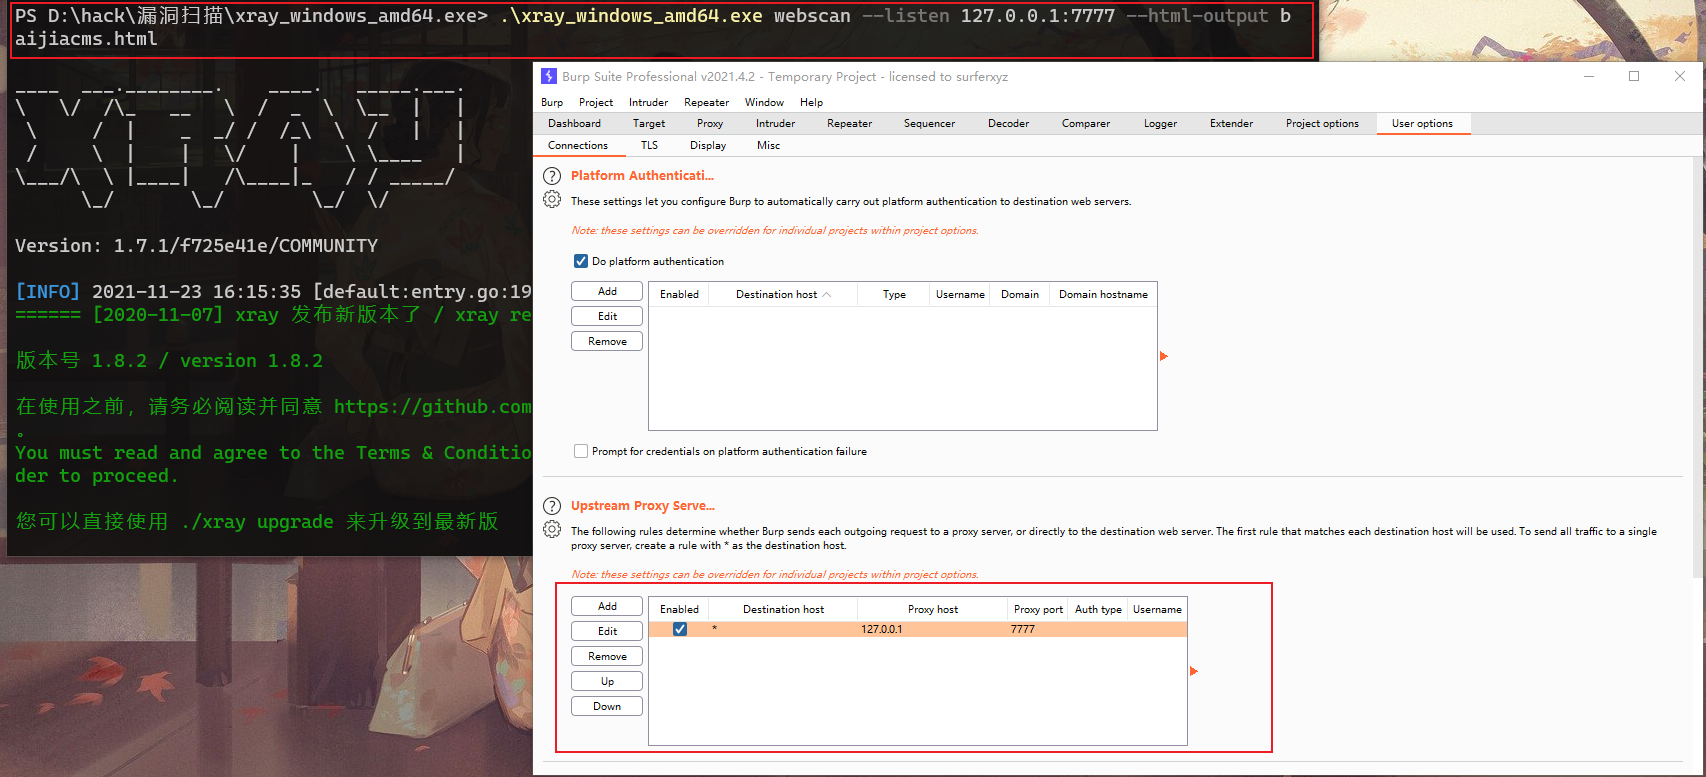 PS D:\hack\漏洞扫描\xray_windows_amd64.exe> .\xray_windows_amd64.exe webscan --listen 127.0.0.1:7777 --html-output b
aijiacms.html
Version: 1.7.1/f725e41e/COMMUNITY
[INFO] 2021-11-23 16:15:35 [default:entry.go:19
====== [2020-11-07] xray 发布新版本了 / xray re
版本号 1.8.2 / version 1.8.2
在使用之前，请务必阅读并同意 https://github.com
。
You must read and agree to the Terms & Conditio
der to proceed.
您可以直接使用 ./xray upgrade 来升级到最新版
Burp Suite Professional v2021.4.2 - Temporary Project - licensed to surferxyz
Burp Project Intruder Repeater Window Help
Dashboard Target Proxy Intruder Repeater Sequencer Decoder Comparer Logger Extender Project options User options
Connections TLS Display Misc
Platform Authenticati...
These settings let you configure Burp to automatically carry out platform authentication to destination web servers.
Note: these settings can be overridden for individual projects within project options.
Do platform authentication
Add
Edit
Remove
Enabled Destination host Type Username Domain Domain hostname
Prompt for credentials on platform authentication failure
Upstream Proxy Serve...
The following rules determine whether Burp sends each outgoing request to a proxy server, or directly to the destination web server. The first rule that matches each destination host will be used. To send all traffic to a single
proxy server, create a rule with * as the destination host.
Note: these settings can be overridden for individual projects within project options.
Add
Edit
Remove
Up
Down
Enabled Destination host Proxy host Proxy port Auth type Username
* 127.0.0.1 7777